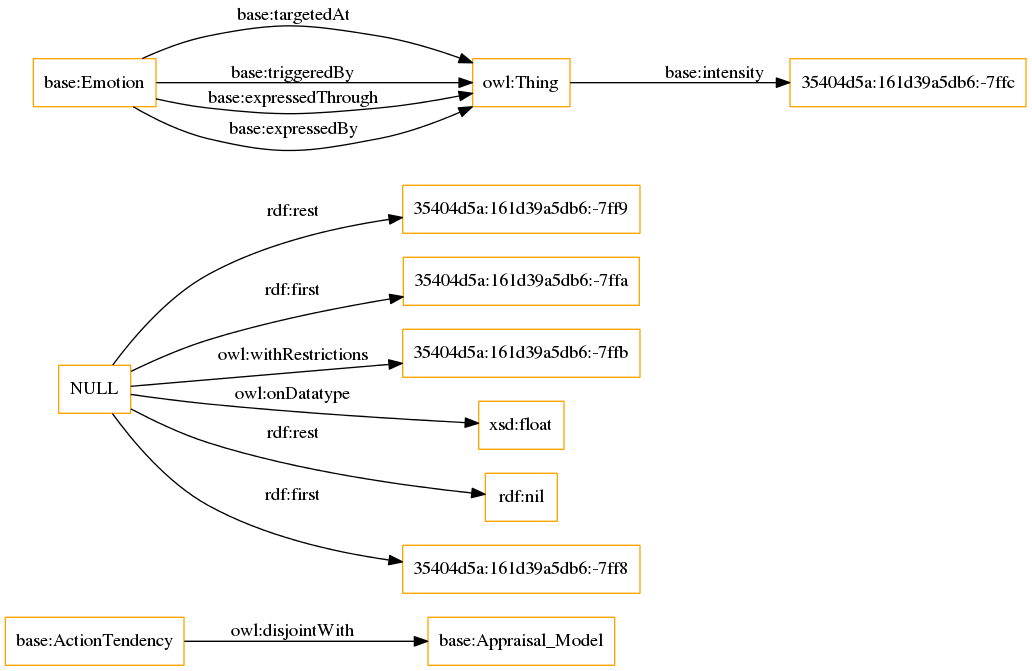 base:targetedAt
base:Emotion
base:triggeredBy
base:expressedThrough
base:expressedBy
owl:Thing
base:intensity
35404d5a:161d39a5db6:-7ffc
rdf:rest
35404d5a:161d39a5db6:-7ff9
rdf:first
35404d5a:161d39a5db6:-7ffa
owl:withRestrictions
35404d5a:161d39a5db6:-7ffb
NULL
owl:onDatatype
xsd:float
rdf:rest
rdf:nil
rdf:first
35404d5a:161d39a5db6:-7ff8
base:ActionTendency
owl:disjointWith
base:Appraisal_Model